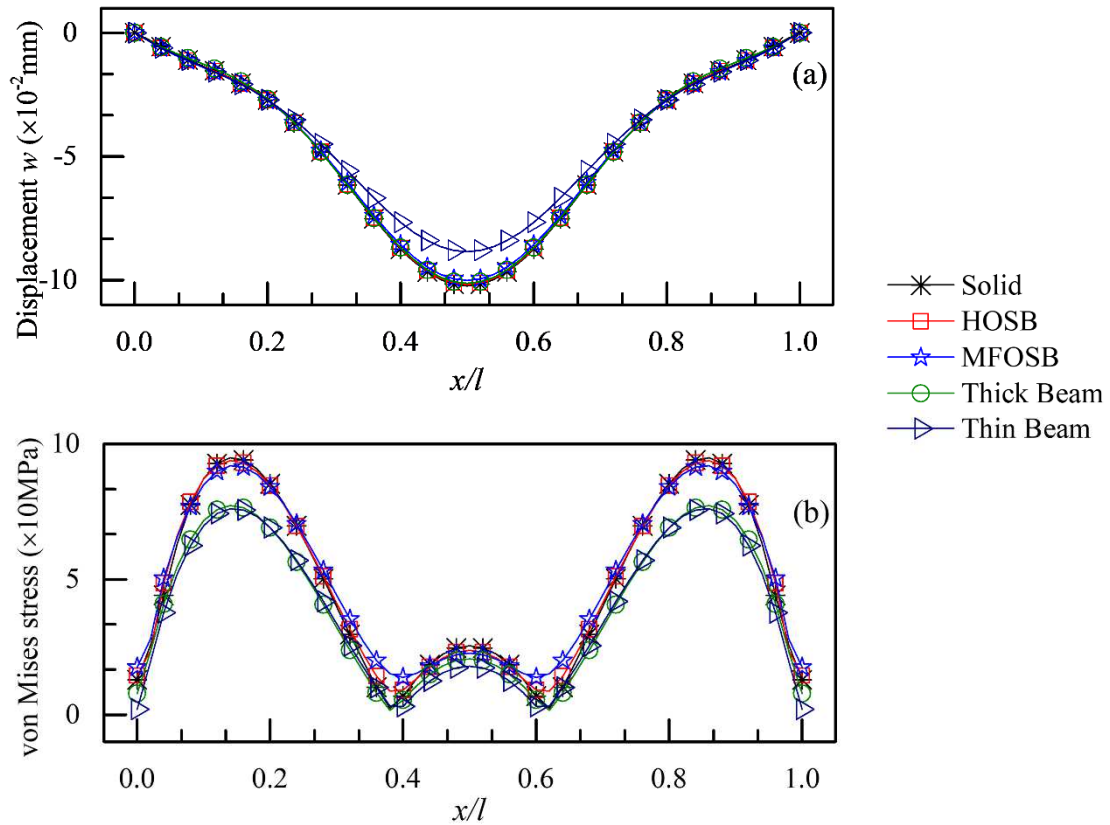 (a)
Displacement w (×10⁻²mm)
0
-5
-10
0.0 0.2 0.4 0.6 0.8 1.0
x/l
Solid
HOSB
MFOSB
Thick Beam
Thin Beam
(b)
von Mises stress (×10MPa)
10
5
0
0.0 0.2 0.4 0.6 0.8 1.0
x/l